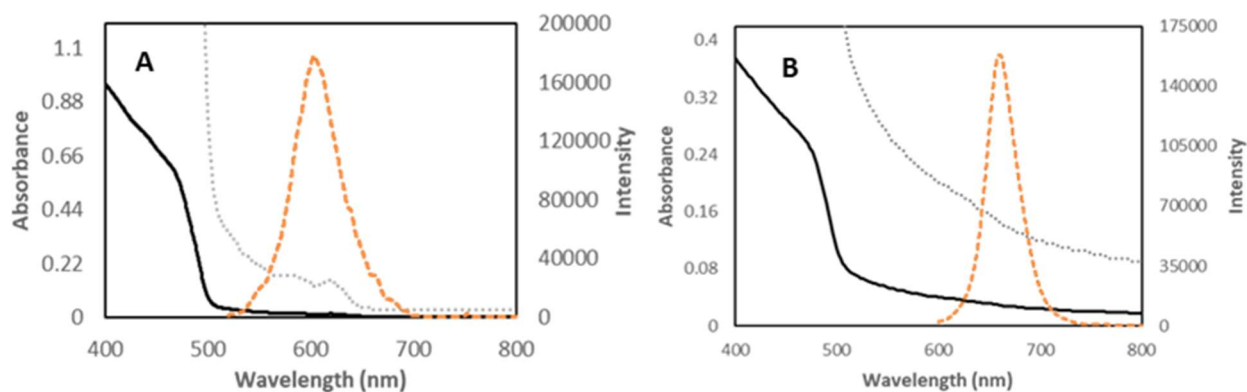 A
Absorbance
1.1
0.88
0.66
0.44
0.22
0
400 500 600 700 800
Wavelength (nm)
200000
160000
120000
80000
40000
0
Intensity
B
Absorbance
0.4
0.32
0.24
0.16
0.08
0
400 500 600 700 800
Wavelength (nm)
175000
140000
105000
70000
35000
0
Intensity